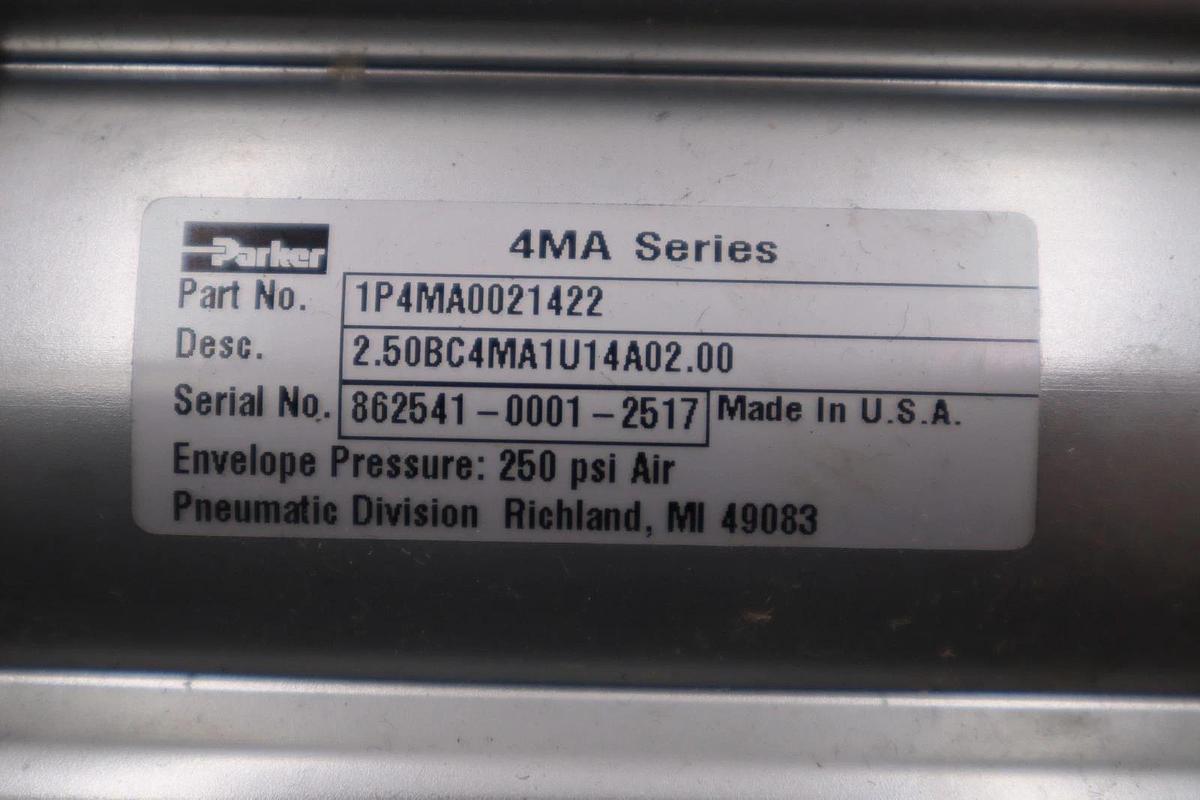 Parker 4MA Series
Part No. 1P4MA0021422
Desc. 2.50BC4MA1U14A02.00
Serial No. 862541-0001-2517 Made In U.S.A.
Envelope Pressure: 250 psi Air
Pneumatic Division Richland, MI 49083